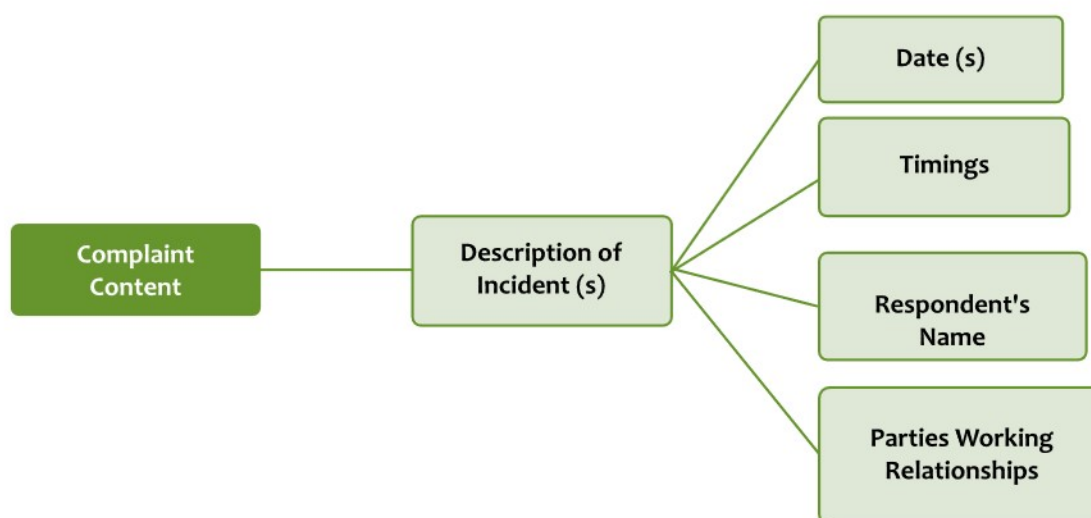 Complaint
Content
Description of
Incident (s)
Date (s)
Timings
Respondent's
Name
Parties Working
Relationships